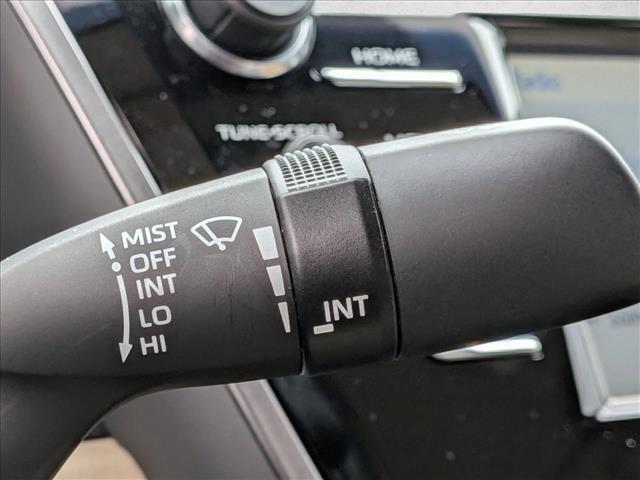 HOME
TUNE•SCROLL
MIST
OFF
INT
LO
HI
INT